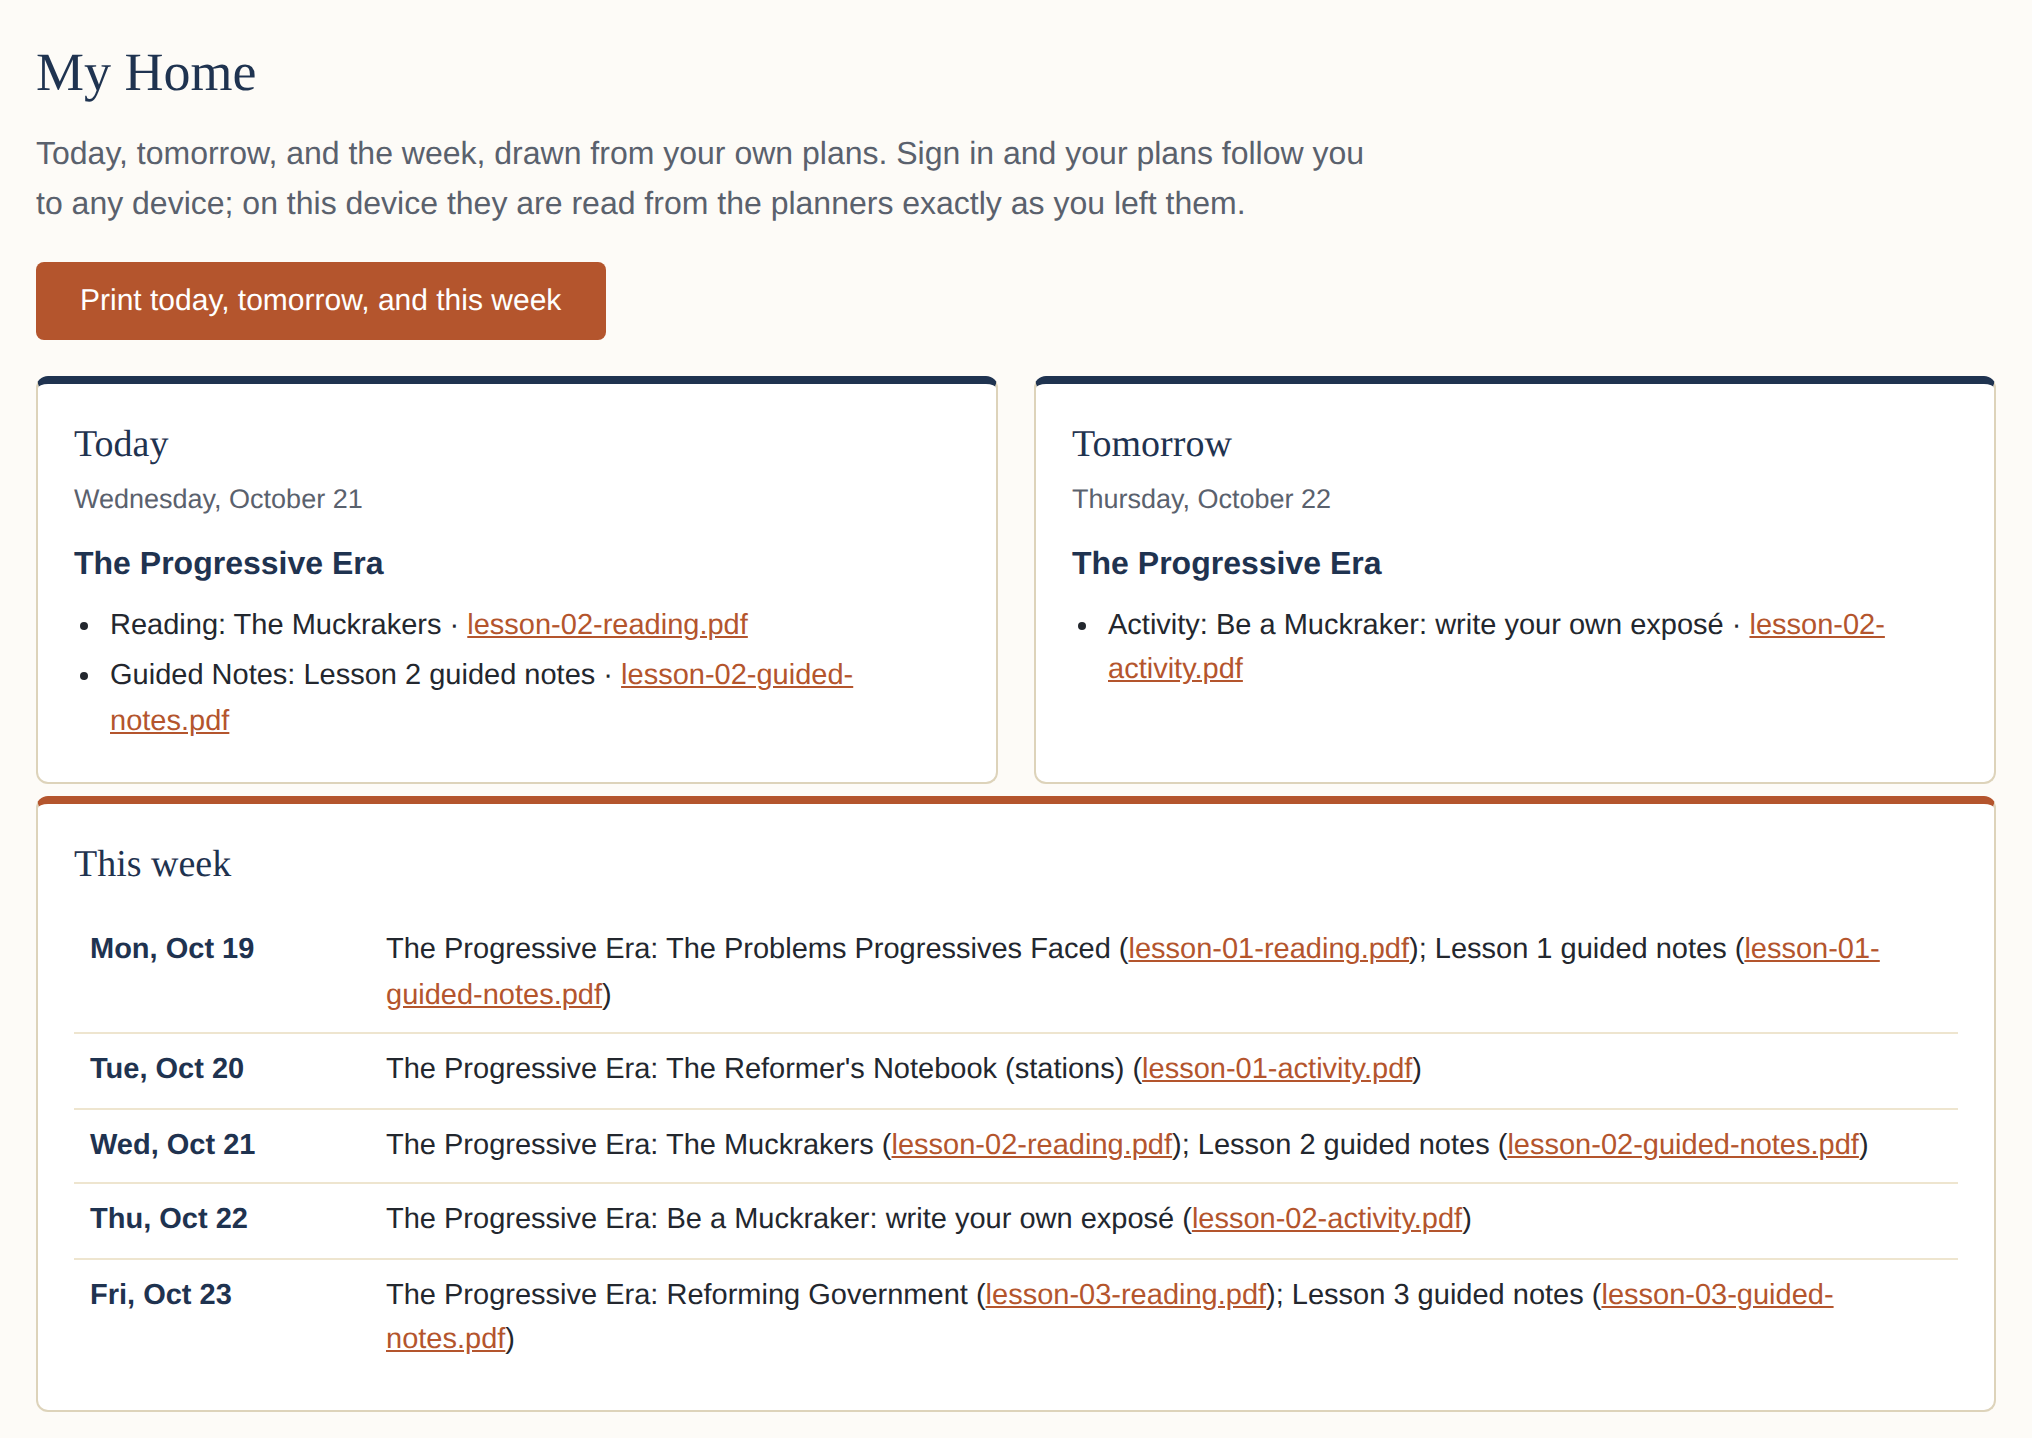 My Home
Today, tomorrow, and the week, drawn from your own plans. Sign in and your plans follow you
to any device; on this device they are read from the planners exactly as you left them.
Print today, tomorrow, and this week
Today
Wednesday, October 21
The Progressive Era
• Reading: The Muckrakers · lesson-02-reading.pdf
• Guided Notes: Lesson 2 guided notes · lesson-02-guided-
notes.pdf
Tomorrow
Thursday, October 22
The Progressive Era
• Activity: Be a Muckraker: write your own exposé · lesson-02-
activity.pdf
This week
Mon, Oct 19 The Progressive Era: The Problems Progressives Faced (lesson-01-reading.pdf); Lesson 1 guided notes (lesson-01-
guided-notes.pdf)
Tue, Oct 20 The Progressive Era: The Reformer's Notebook (stations) (lesson-01-activity.pdf)
Wed, Oct 21 The Progressive Era: The Muckrakers (lesson-02-reading.pdf); Lesson 2 guided notes (lesson-02-guided-notes.pdf)
Thu, Oct 22 The Progressive Era: Be a Muckraker: write your own exposé (lesson-02-activity.pdf)
Fri, Oct 23 The Progressive Era: Reforming Government (lesson-03-reading.pdf); Lesson 3 guided notes (lesson-03-guided-
notes.pdf)